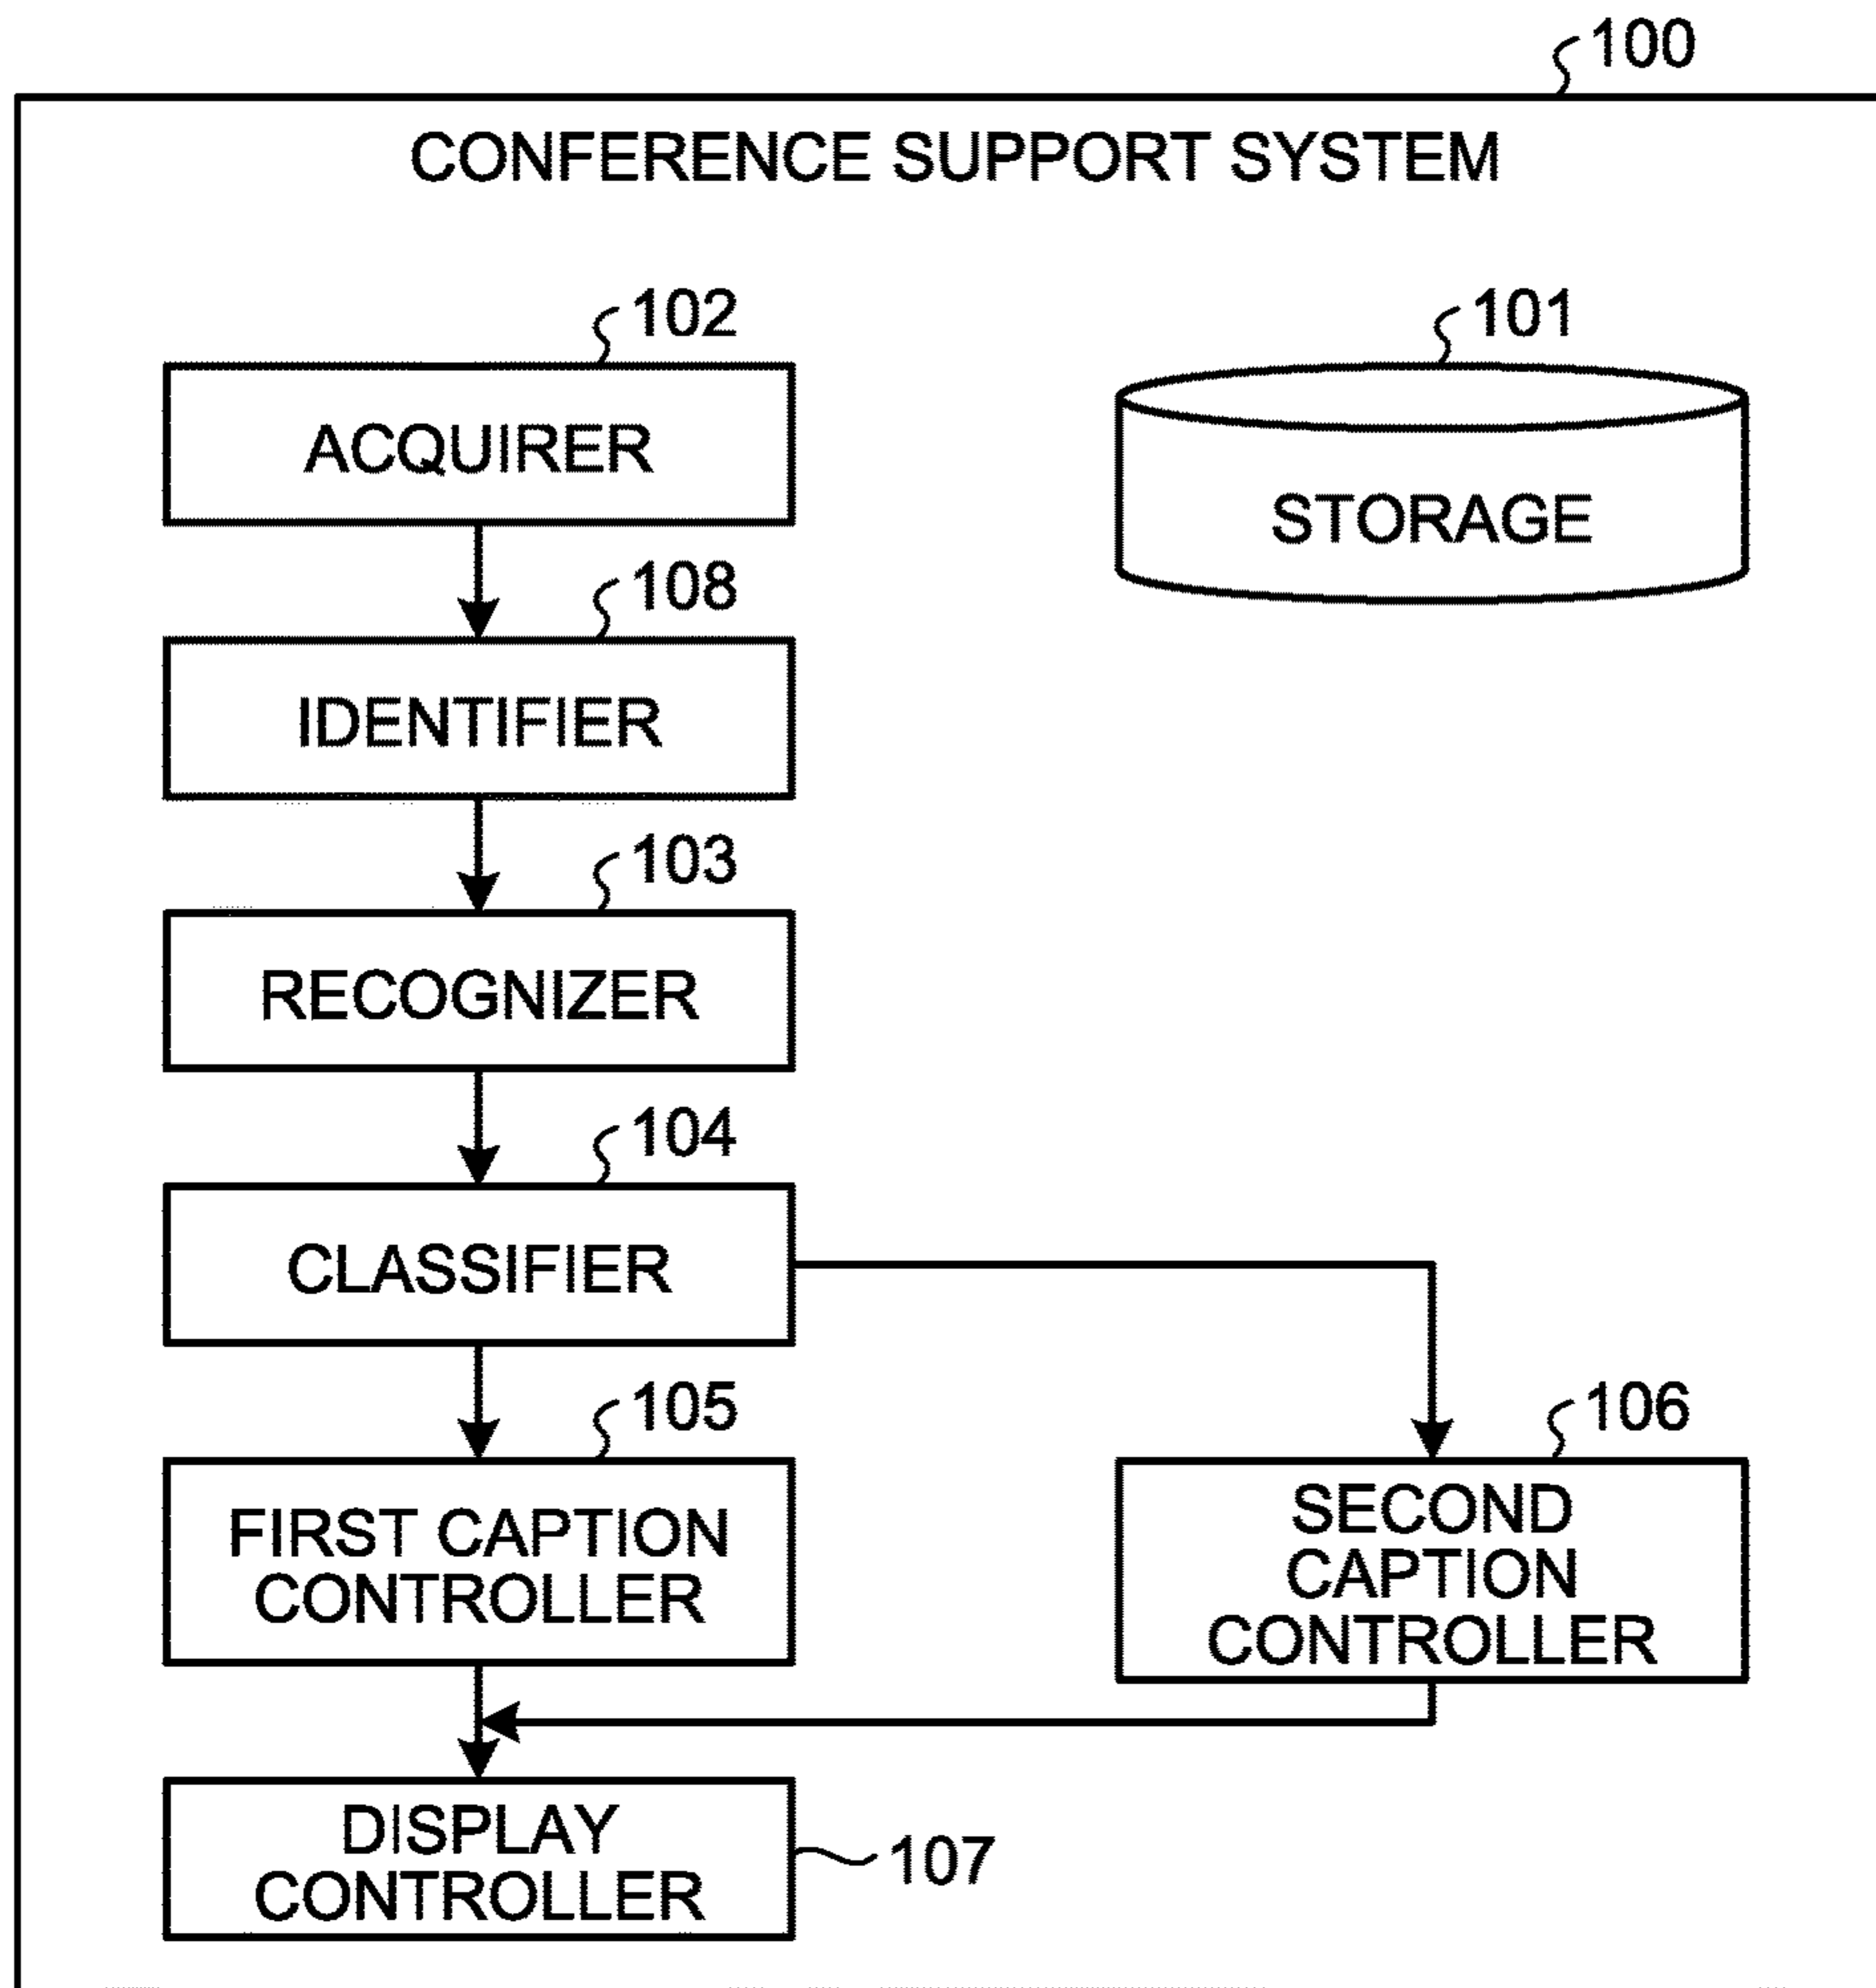 100
CONFERENCE SUPPORT SYSTEM
102
101
ACQUIRER
STORAGE
108
IDENTIFIER
103
RECOGNIZER
104
CLASSIFIER
105
106
FIRST CAPTION
CONTROLLER
SECOND
CAPTION
CONTROLLER
DISPLAY
CONTROLLER
107